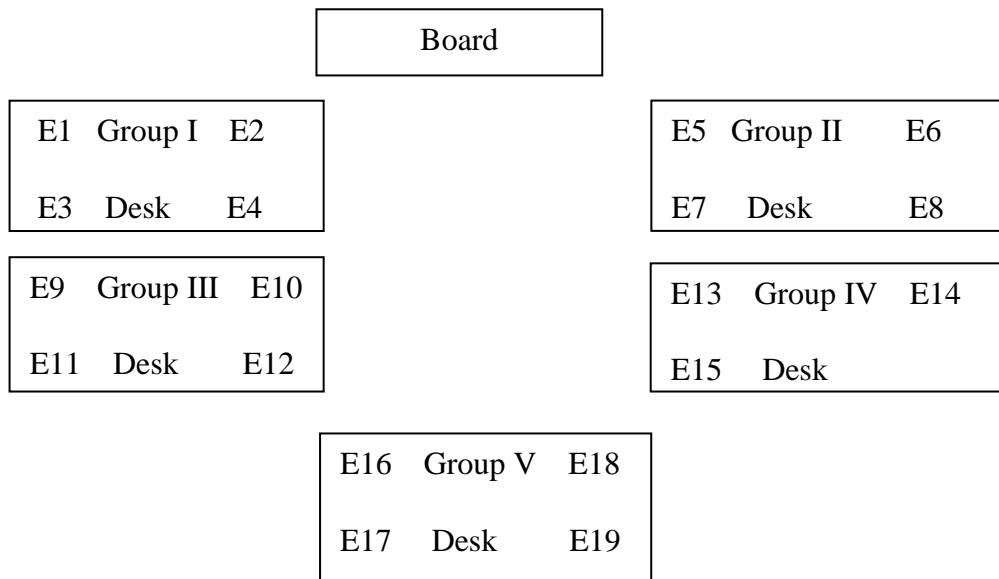 Board
E1 Group I E2
E3 Desk E4
E5 Group II E6
E7 Desk E8
E9 Group III E10
E11 Desk E12
E13 Group IV E14
E15 Desk
E16 Group V E18
E17 Desk E19